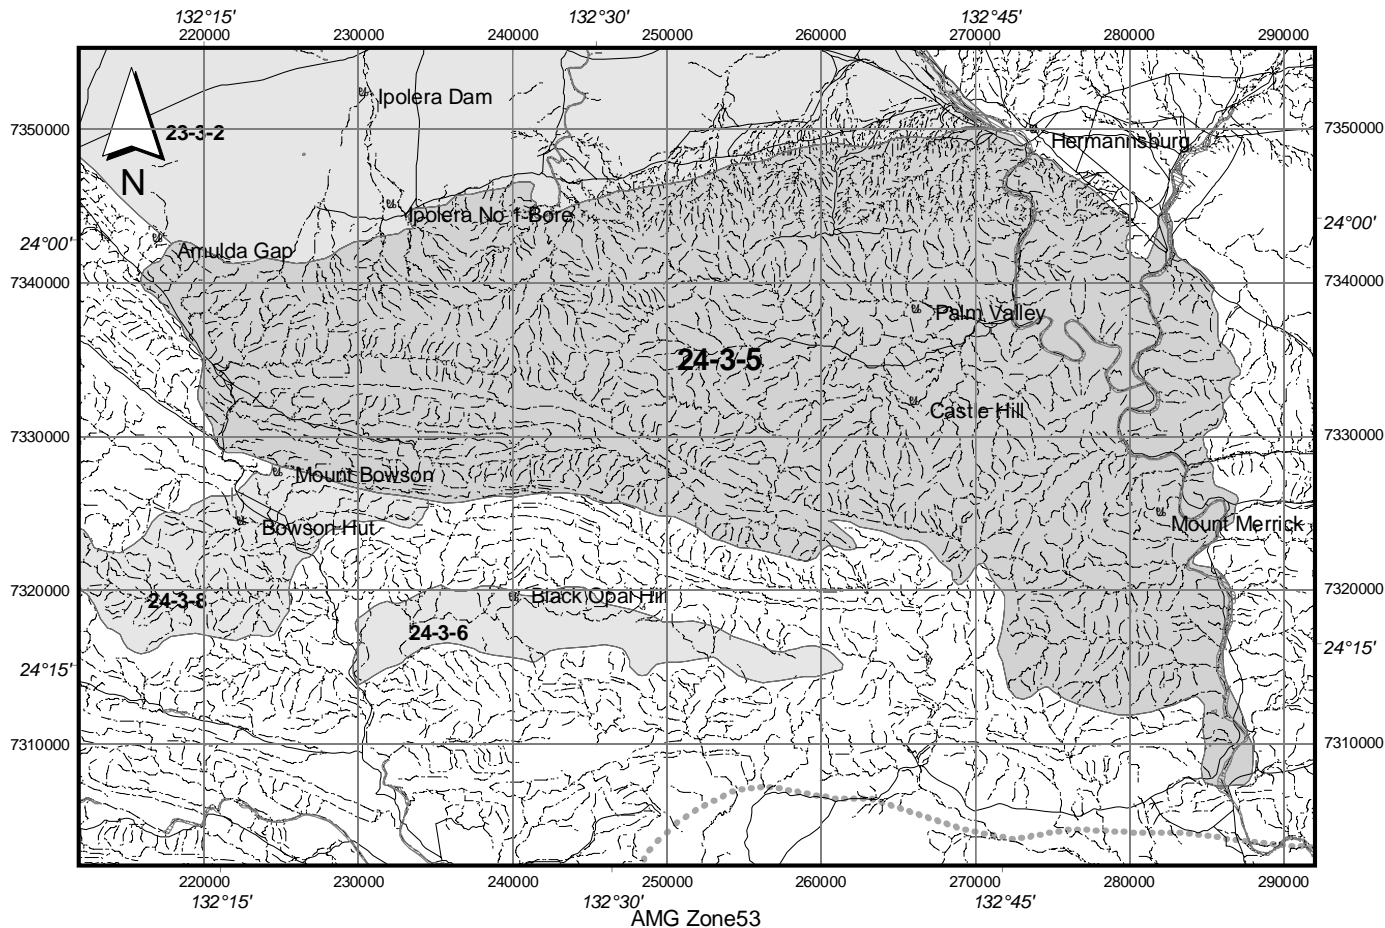 132°15' 132°30' 132°45'
220000 230000 240000 250000 260000 270000 280000 290000
Ipolera Dam
7350000 23-3-2 7350000
Hermannsburg
N
Ipolera No 1 Bore
24°00' 24°00'
Amulda Gap
7340000 7340000
Palm Valley
24-3-5
Castle Hill
7330000 7330000
Mount Bowson
Bowson Hut Mount Merrick
7320000 24-3-8 Black Opal Hill 7320000
24-3-6
24°15' 24°15'
7310000 7310000
220000 230000 240000 250000 260000 270000 280000 290000
132°15' 132°30' 132°45'
AMG Zone53